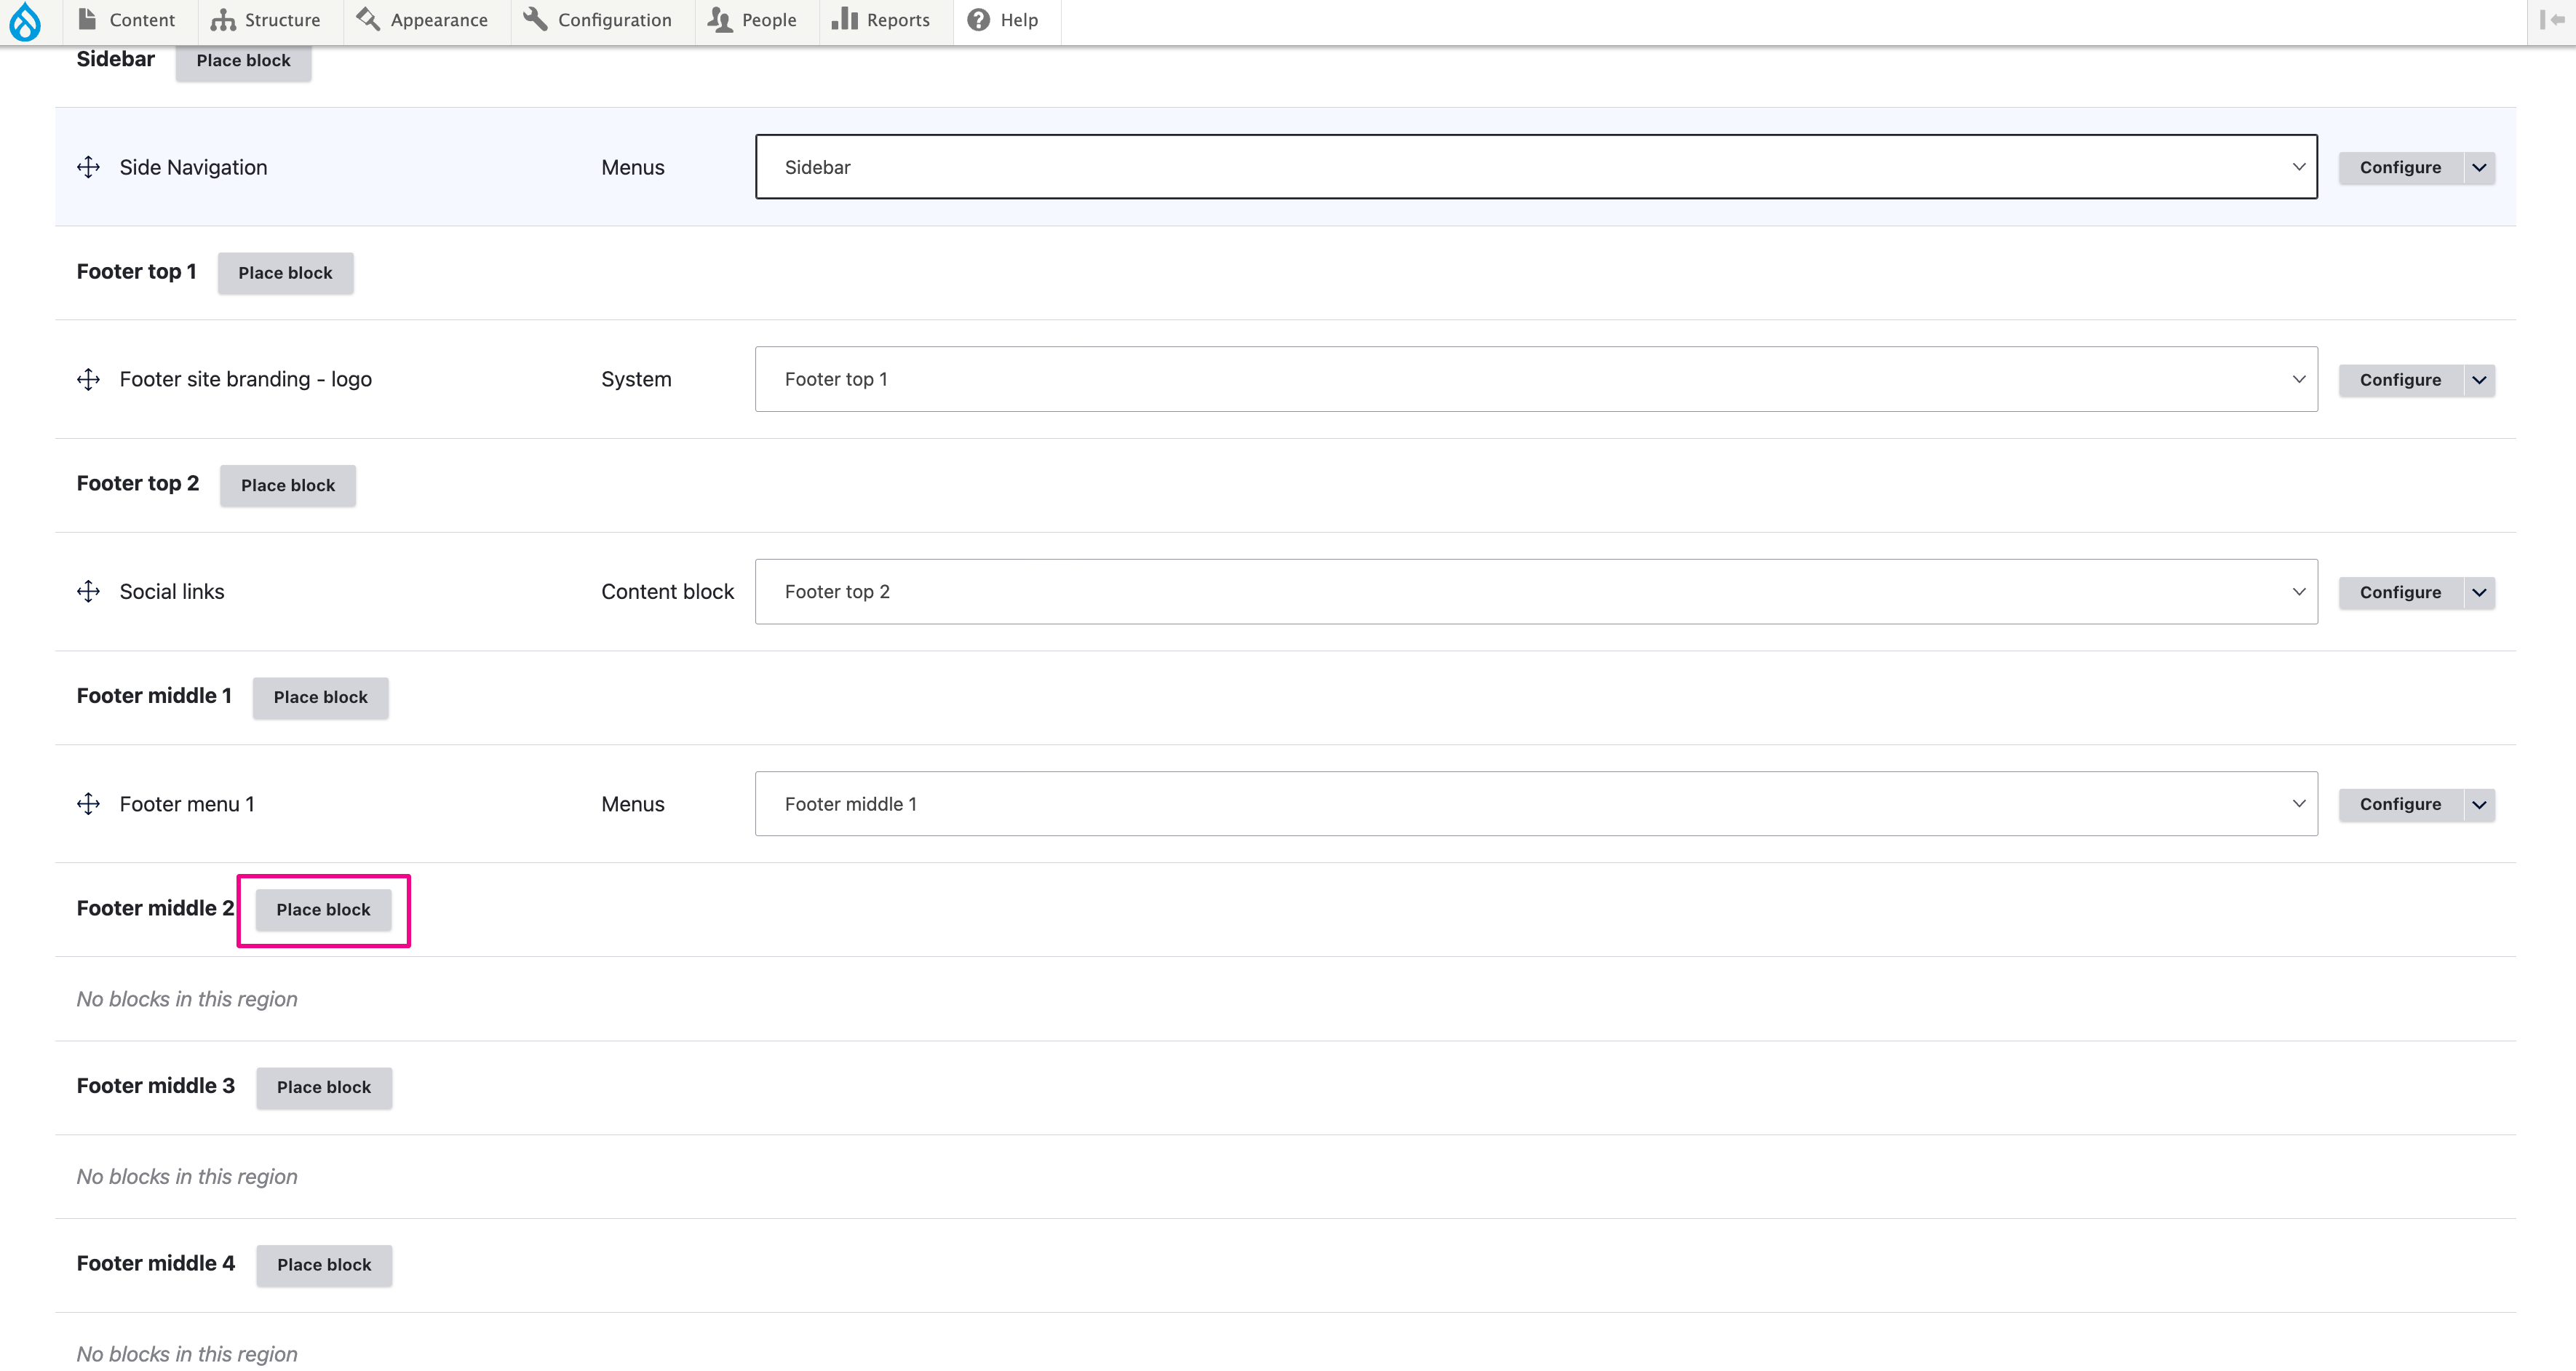 Content Structure Appearance Configuration People Reports Help
Sidebar Place block
Side Navigation Menus Sidebar Configure
Footer top 1 Place block
Footer site branding - logo System Footer top 1 Configure
Footer top 2 Place block
Social links Content block Footer top 2 Configure
Footer middle 1 Place block
Footer menu 1 Menus Footer middle 1 Configure
Footer middle 2 Place block
No blocks in this region
Footer middle 3 Place block
No blocks in this region
Footer middle 4 Place block
No blocks in this region